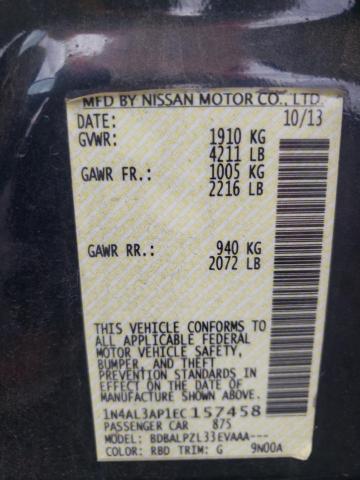 MFD BY NISSAN MOTOR CO., LTD.
DATE: 10/13
GVWR: 1910 KG
4211 LB
GAWR FR.: 1005 KG
2216 LB
GAWR RR.: 940 KG
2072 LB
THIS VEHICLE CONFORMS TO
ALL APPLICABLE FEDERAL
MOTOR VEHICLE SAFETY,
BUMPER, AND THEFT
PREVENTION STANDARDS
IN EFFECT ON THE DATE
OF MANUFACTURE
SHOWN ABOVE.
1N4AL3AP1EC157458
PASSENGER CAR 875
MODEL: BDBALPZL33EVAAA---
COLOR: RBD TRIM: G 9N00A